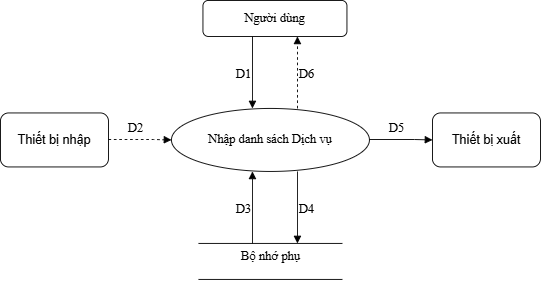 Người dùng
D1
D6
Thiết bị nhập
D2
Nhập danh sách Dịch vụ
D5
Thiết bị xuất
D3
D4
Bộ nhớ phụ